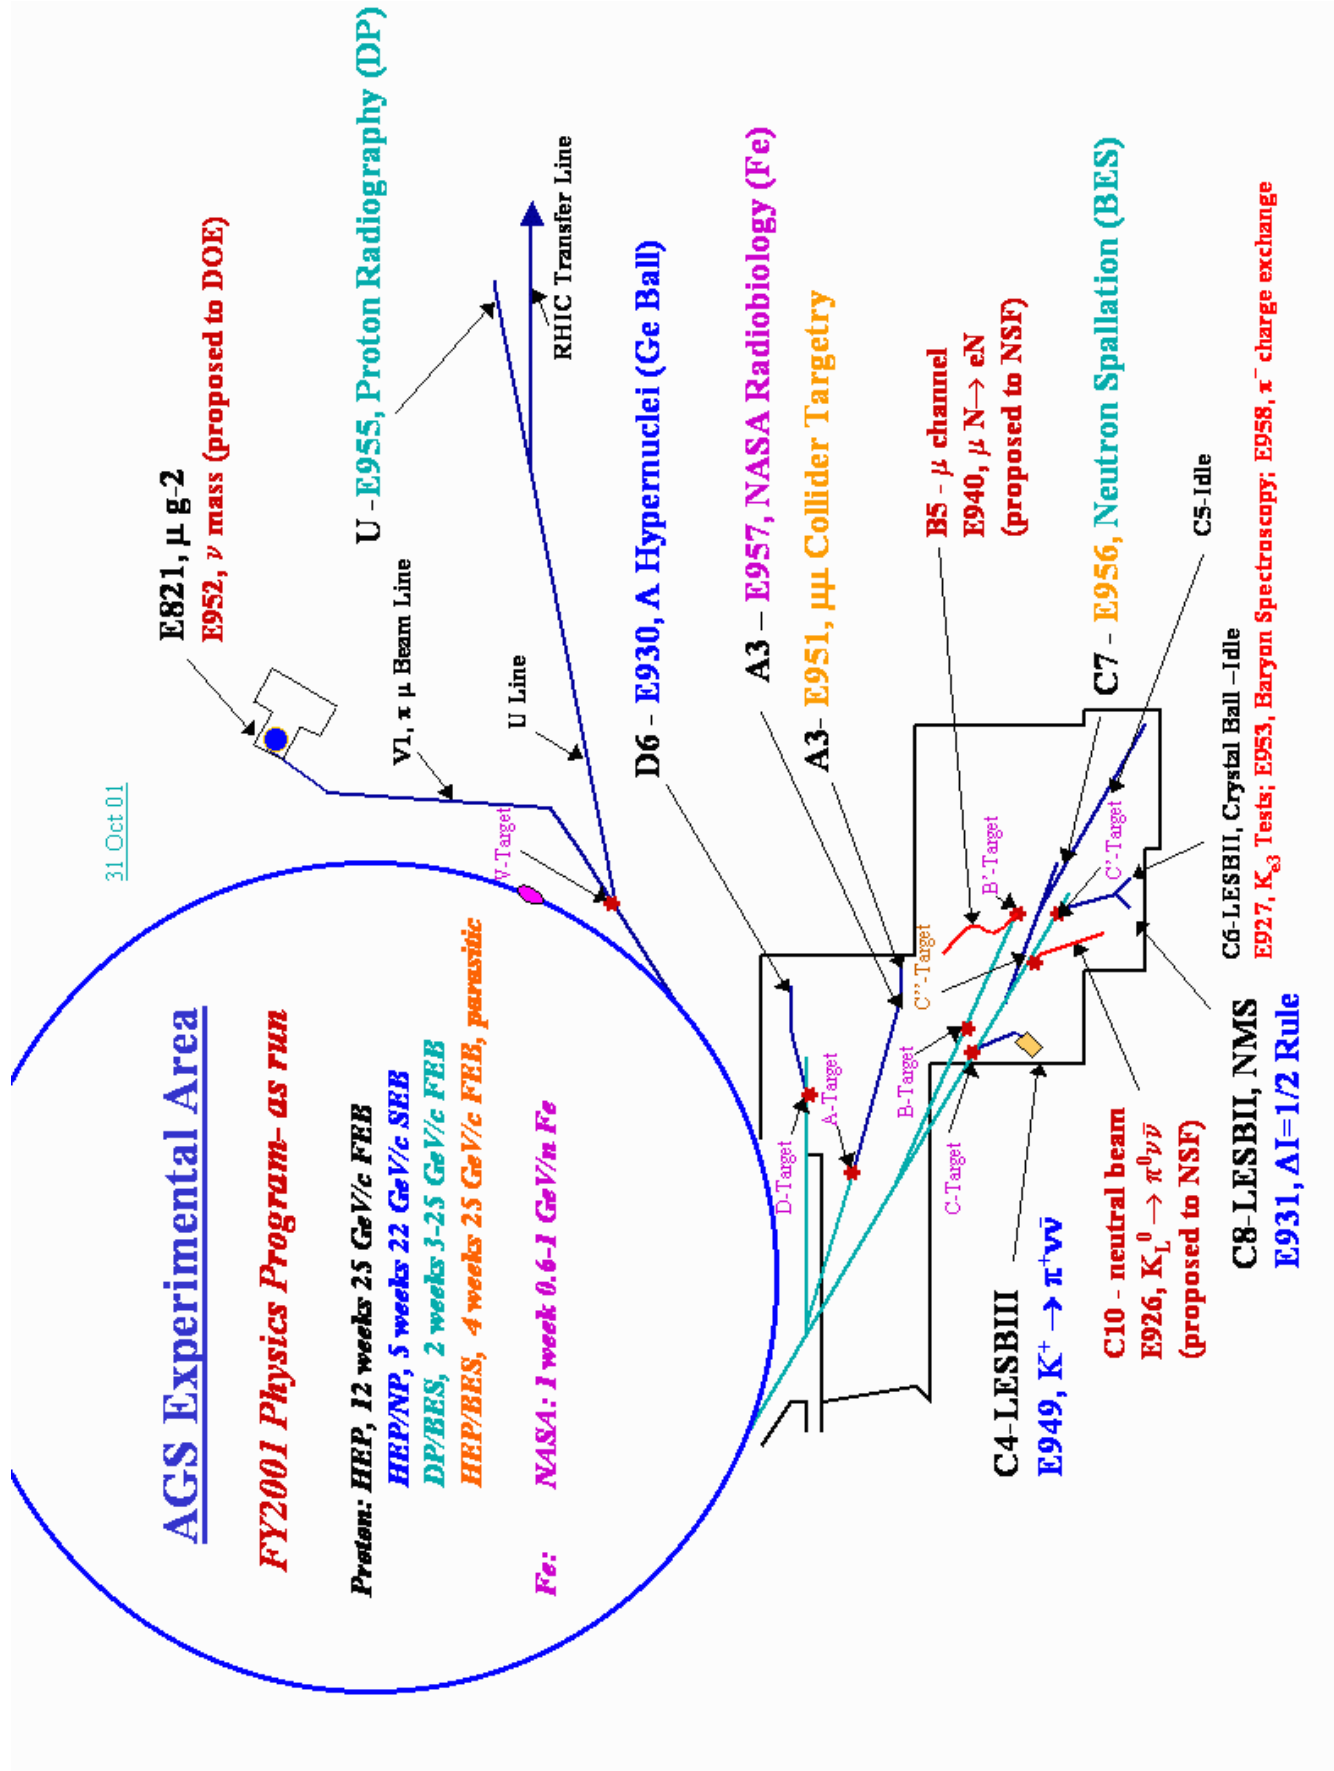 31 Oct 01
AGS Experimental Area
FY2001 Physics Program- as run
Proton: HEP, 12 weeks 25 GeV/c FEB
HEP/NP, 5 weeks 22 GeV/c SEB
DP/BES, 2 weeks 3-25 GeV/c FEB
HEP/BES, 4 weeks 25 GeV/c FEB, parasitic
Fe: NASA: 1 week 0.6-1 GeV/n Fe
E821, μ g-2
E952, ν mass (proposed to DOE)
U - E955, Proton Radiography (DP)
V1, π μ Beam Line
V-Target
U Line
RHIC Transfer Line
D6 - E930, Λ Hypernuclei (Ge Ball)
A3 – E957, NASA Radiobiology (Fe)
A3- E951, μμ Collider Targetry
B5 - μ channel
E940, μ N→ eN
(proposed to NSF)
C7 - E956, Neutron Spallation (BES)
C5-Idle
C6-LESBII, Crystal Ball –Idle
E927, Ke3 Tests; E953, Baryon Spectroscopy; E958, π⁻ charge exchange
D-Target
A-Target
B-Target
C-Target
C''-Target
B'-Target
C'-Target
C4-LESBIII
E949, K⁺ → π⁺νν̄
C10 - neutral beam
E926, K_L⁰ → π⁰νν̄
(proposed to NSF)
C8-LESBII, NMS
E931, ΔI=1/2 Rule